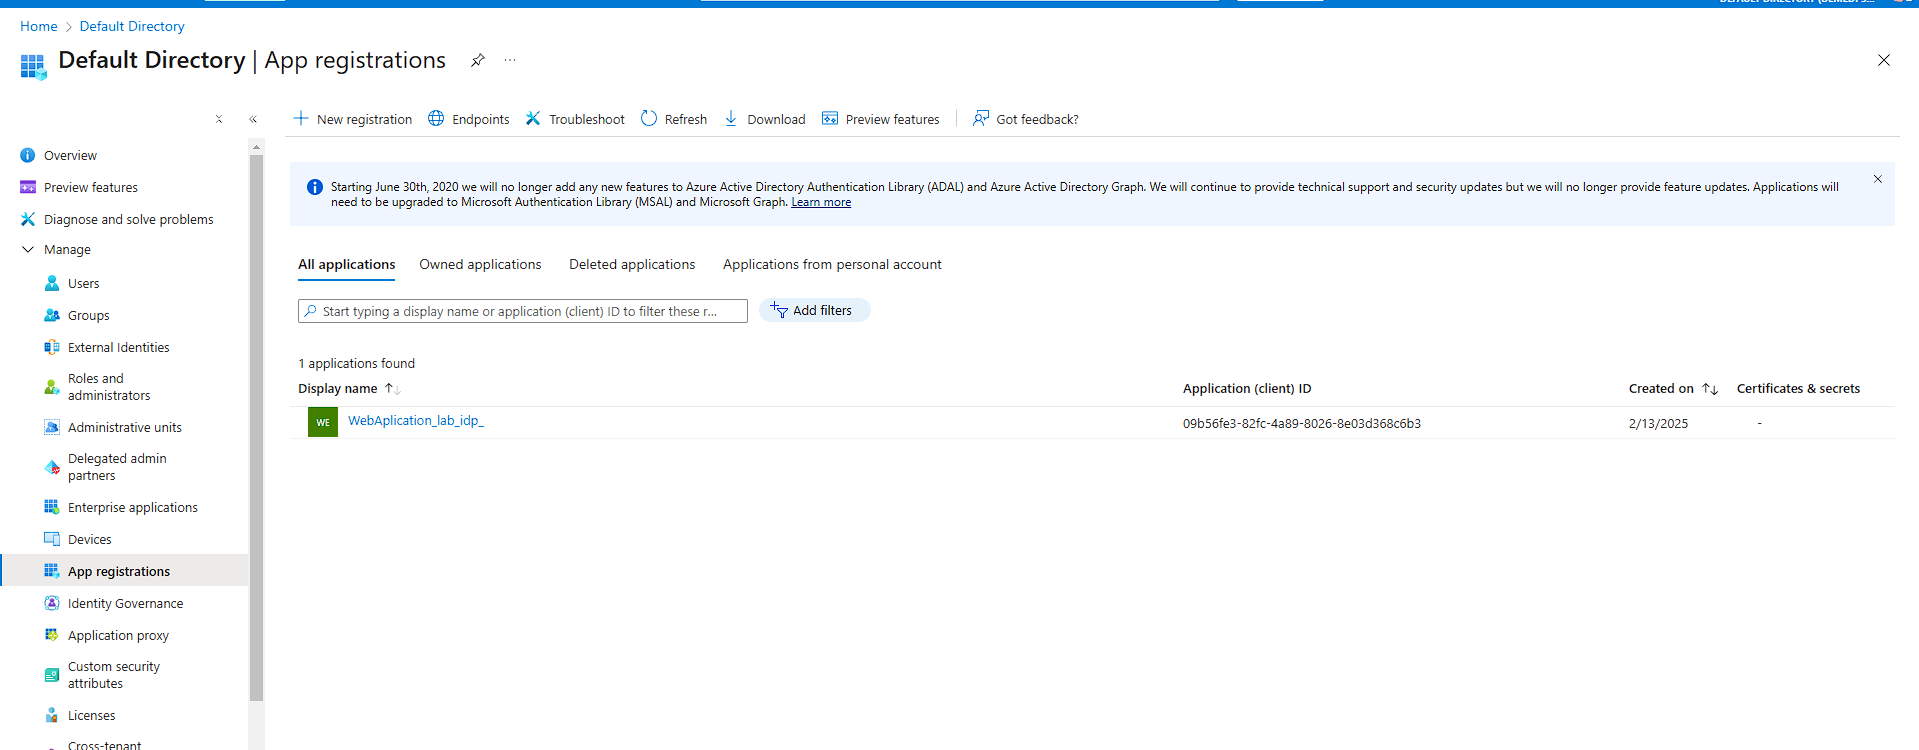 Home > Default Directory
Default Directory | App registrations
New registration
Endpoints
Troubleshoot
Refresh
Download
Preview features
Got feedback?
Overview
Preview features
Diagnose and solve problems
Manage
Users
Groups
External Identities
Roles and
administrators
Administrative units
Delegated admin
partners
Enterprise applications
Devices
App registrations
Identity Governance
Application proxy
Custom security
attributes
Licenses
Cross-tenant
Starting June 30th, 2020 we will no longer add any new features to Azure Active Directory Authentication Library (ADAL) and Azure Active Directory Graph. We will continue to provide technical support and security updates but we will no longer provide feature updates. Applications will
need to be upgraded to Microsoft Authentication Library (MSAL) and Microsoft Graph. Learn more
All applications
Owned applications
Deleted applications
Applications from personal account
Start typing a display name or application (client) ID to filter these r...
Add filters
1 applications found
Display name
Application (client) ID
Created on
Certificates & secrets
WE
WebAplication_lab_idp_
09b56fe3-82fc-4a89-8026-8e03d368c6b3
2/13/2025
-